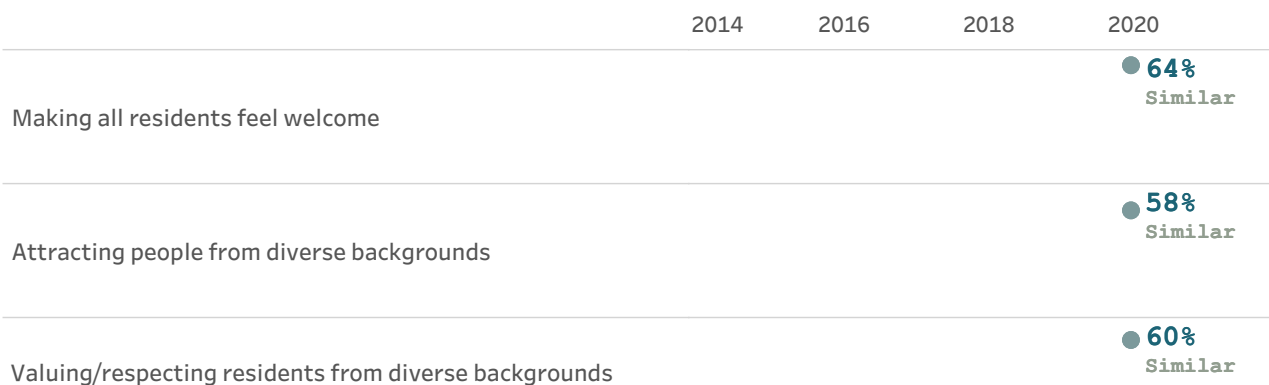 2014 2016 2018 2020
64%
Similar
Making all residents feel welcome
58%
Similar
Attracting people from diverse backgrounds
60%
Similar
Valuing/respecting residents from diverse backgrounds